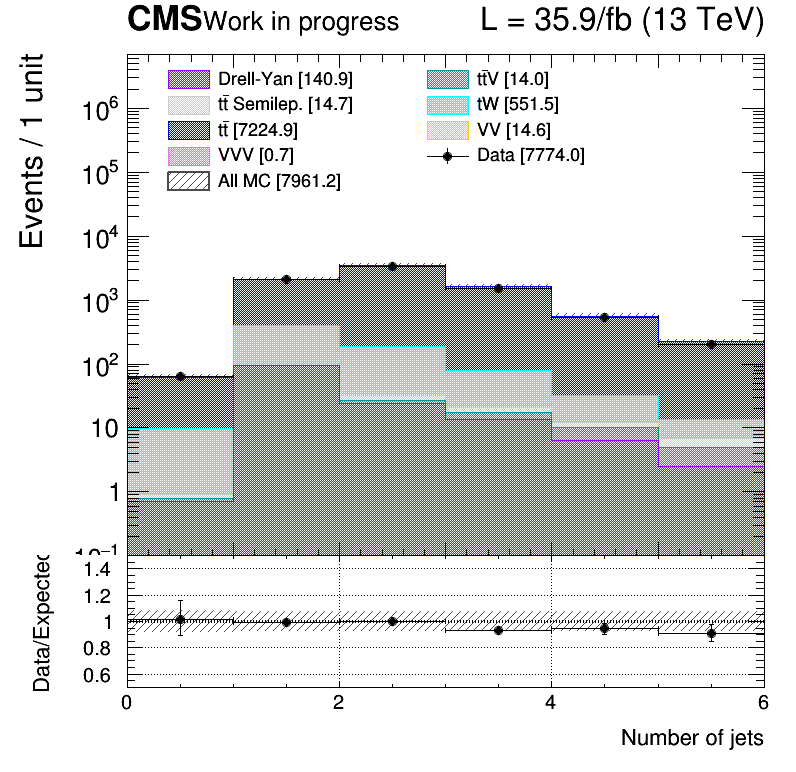 CMS Work in progress L = 35.9/fb (13 TeV)
Events / 1 unit
Drell-Yan [140.9]
tt̄ Semilep. [14.7]
tt̄ [7224.9]
VVV [0.7]
All MC [7961.2]
tt̄V [14.0]
tW [551.5]
VV [14.6]
Data [7774.0]
10⁶
10⁵
10⁴
10³
10²
10
1
10⁻¹
Data/Expected
1.4
1.2
1
0.8
0.6
0 2 4 6
Number of jets